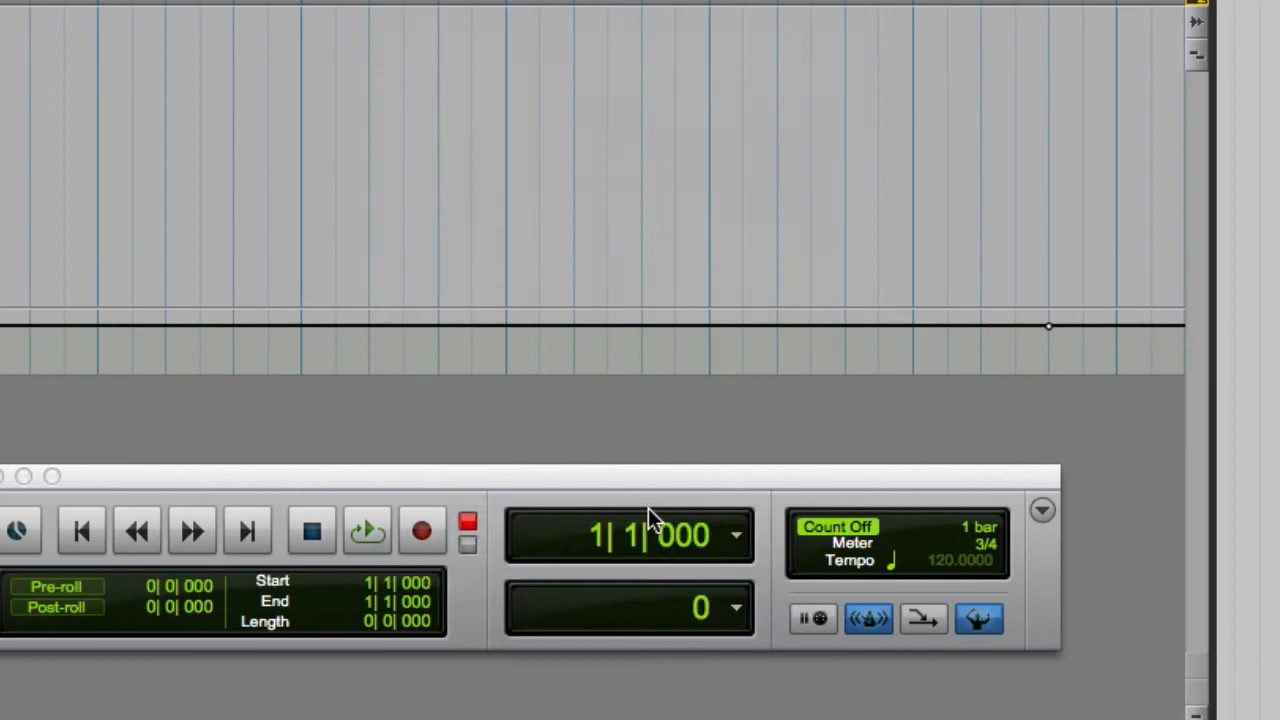 1| 1| 000
Count Off 1 bar
Meter 3/4
Tempo 120.0000
Pre-roll 0| 0| 000
Post-roll 0| 0| 000
Start 1| 1| 000
End 1| 1| 000
Length 0| 0| 000
0